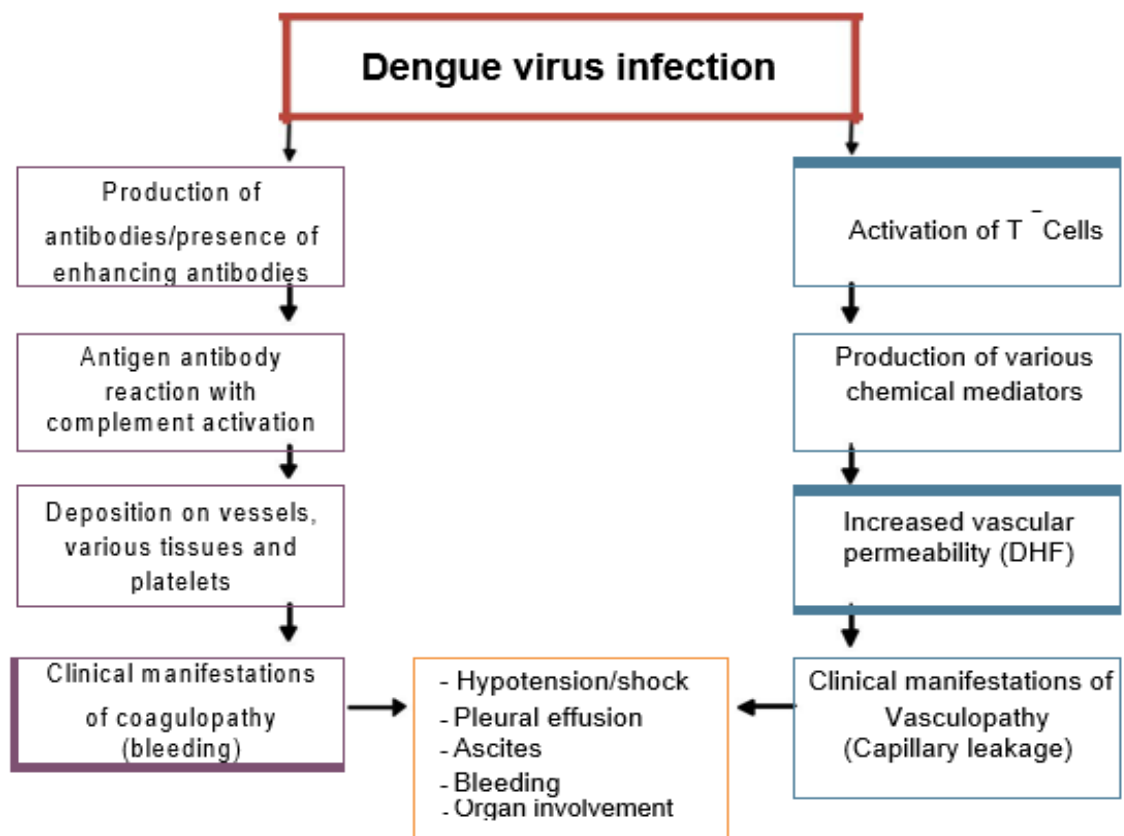 Dengue virus infection
Production of
antibodies/presence of
enhancing antibodies
Antigen antibody
reaction with
complement activation
Deposition on vessels,
various tissues and
platelets
Clinical manifestations
of coagulopathy
(bleeding)
Activation of T ¯Cells
Production of various
chemical mediators
Increased vascular
permeability (DHF)
Clinical manifestations of
Vasculopathy
(Capillary leakage)
- Hypotension/shock
- Pleural effusion
- Ascites
- Bleeding
- Organ involvement